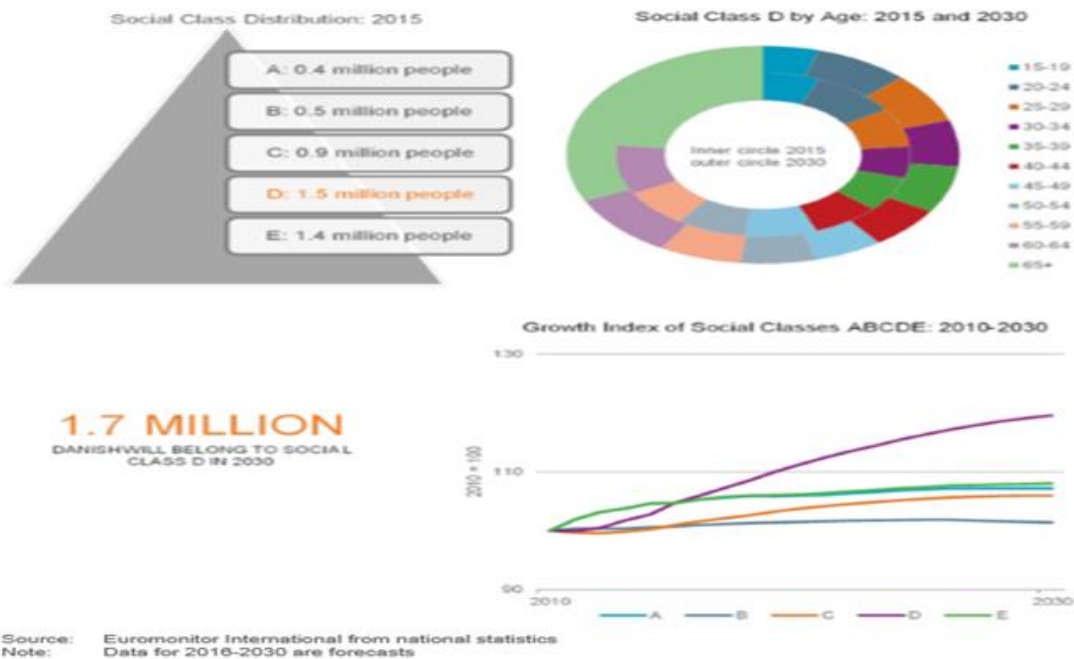 Social Class Distribution: 2015
A: 0.4 million people
B: 0.5 million people
C: 0.9 million people
D: 1.5 million people
E: 1.4 million people
Social Class D by Age: 2015 and 2030
Inner circle 2015
outer circle 2030
15-19
20-24
25-29
30-34
35-39
40-44
45-49
50-54
55-59
60-64
65+
1.7 MILLION
DANISHWILL BELONG TO SOCIAL
CLASS D IN 2030
Growth Index of Social Classes ABCDE: 2010-2030
130
110
90
2010 = 100
2010
2030
A B C D E
Source: Euromonitor International from national statistics
Note: Data for 2016-2030 are forecasts